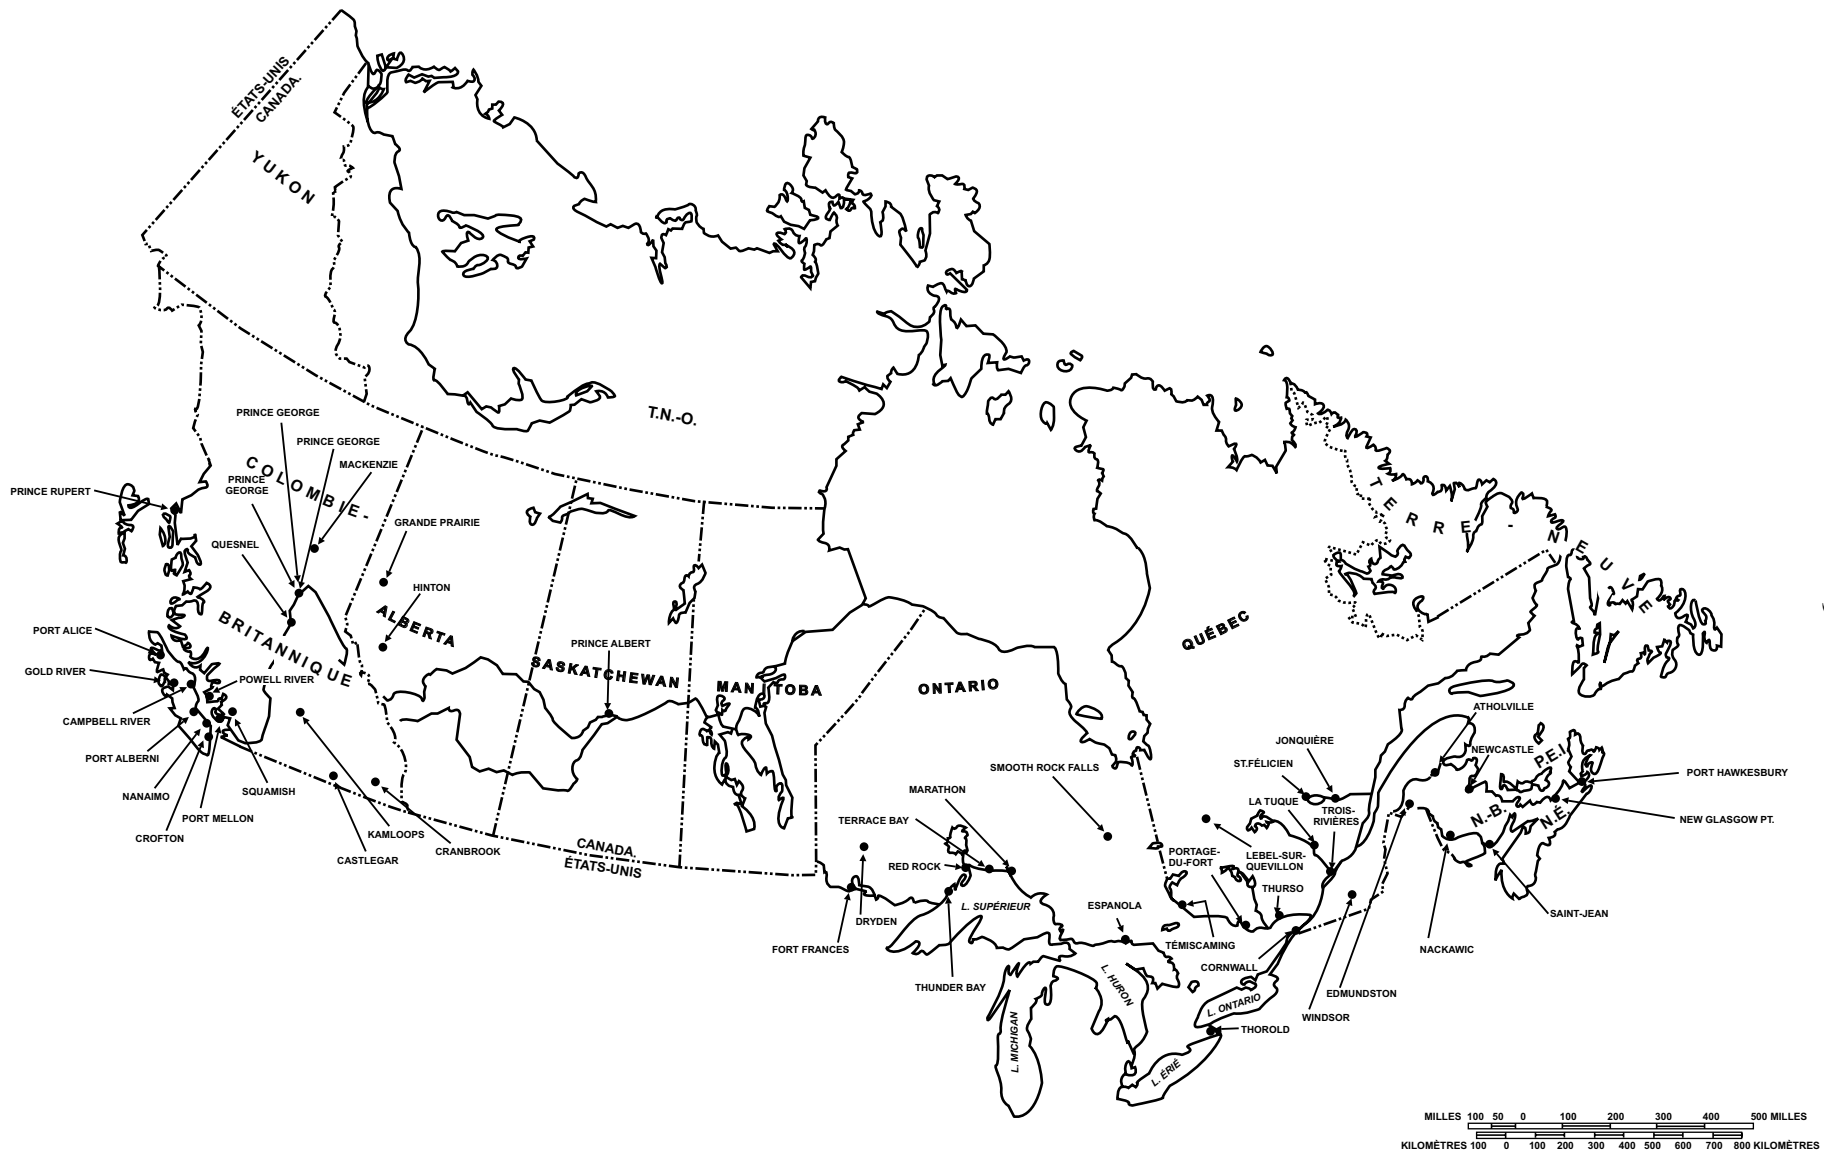 ÉTATS-UNIS
CANADA.
YUKON
T.N.-O.
PRINCE GEORGE
PRINCE GEORGE
MACKENZIE
COLOMBIE-
PRINCE
GEORGE
PRINCE RUPERT
GRANDE PRAIRIE
QUESNEL
HINTON
BRITANNIQUE
ALBERTA
PORT ALICE
GOLD RIVER
POWELL RIVER
CAMPBELL RIVER
PORT ALBERNI
NANAIMO
CROFTON
PORT MELLON
SQUAMISH
KAMLOOPS
CASTLEGAR
CRANBROOK
PRINCE ALBERT
SASKATCHEWAN
MANITOBA
ONTARIO
QUÉBEC
TERRE-NEUVE
CANADA.
ÉTATS-UNIS
SMOOTH ROCK FALLS
MARATHON
TERRACE BAY
RED ROCK
DRYDEN
FORT FRANCES
THUNDER BAY
L. SUPÉRIEUR
ESPANOLA
L. HURON
L. MICHIGAN
L. ONTARIO
L. ÉRIÉ
THOROLD
ATHOLVILLE
JONQUIÈRE
NEWCASTLE
ST.FÉLICIEN
P.E.I.
LA TUQUE
TROIS-
RIVIÈRES
N.-B.
N.É.
PORT HAWKESBURY
NEW GLASGOW PT.
PORTAGE-
DU-FORT
LEBEL-SUR-
QUEVILLON
THURSO
TÉMISCAMING
CORNWALL
SAINT-JEAN
NACKAWIC
EDMUNDSTON
WINDSOR
MILLES 100 50 0 100 200 300 400 500 MILLES
KILOMÈTRES 100 0 100 200 300 400 500 600 700 800 KILOMÈTRES